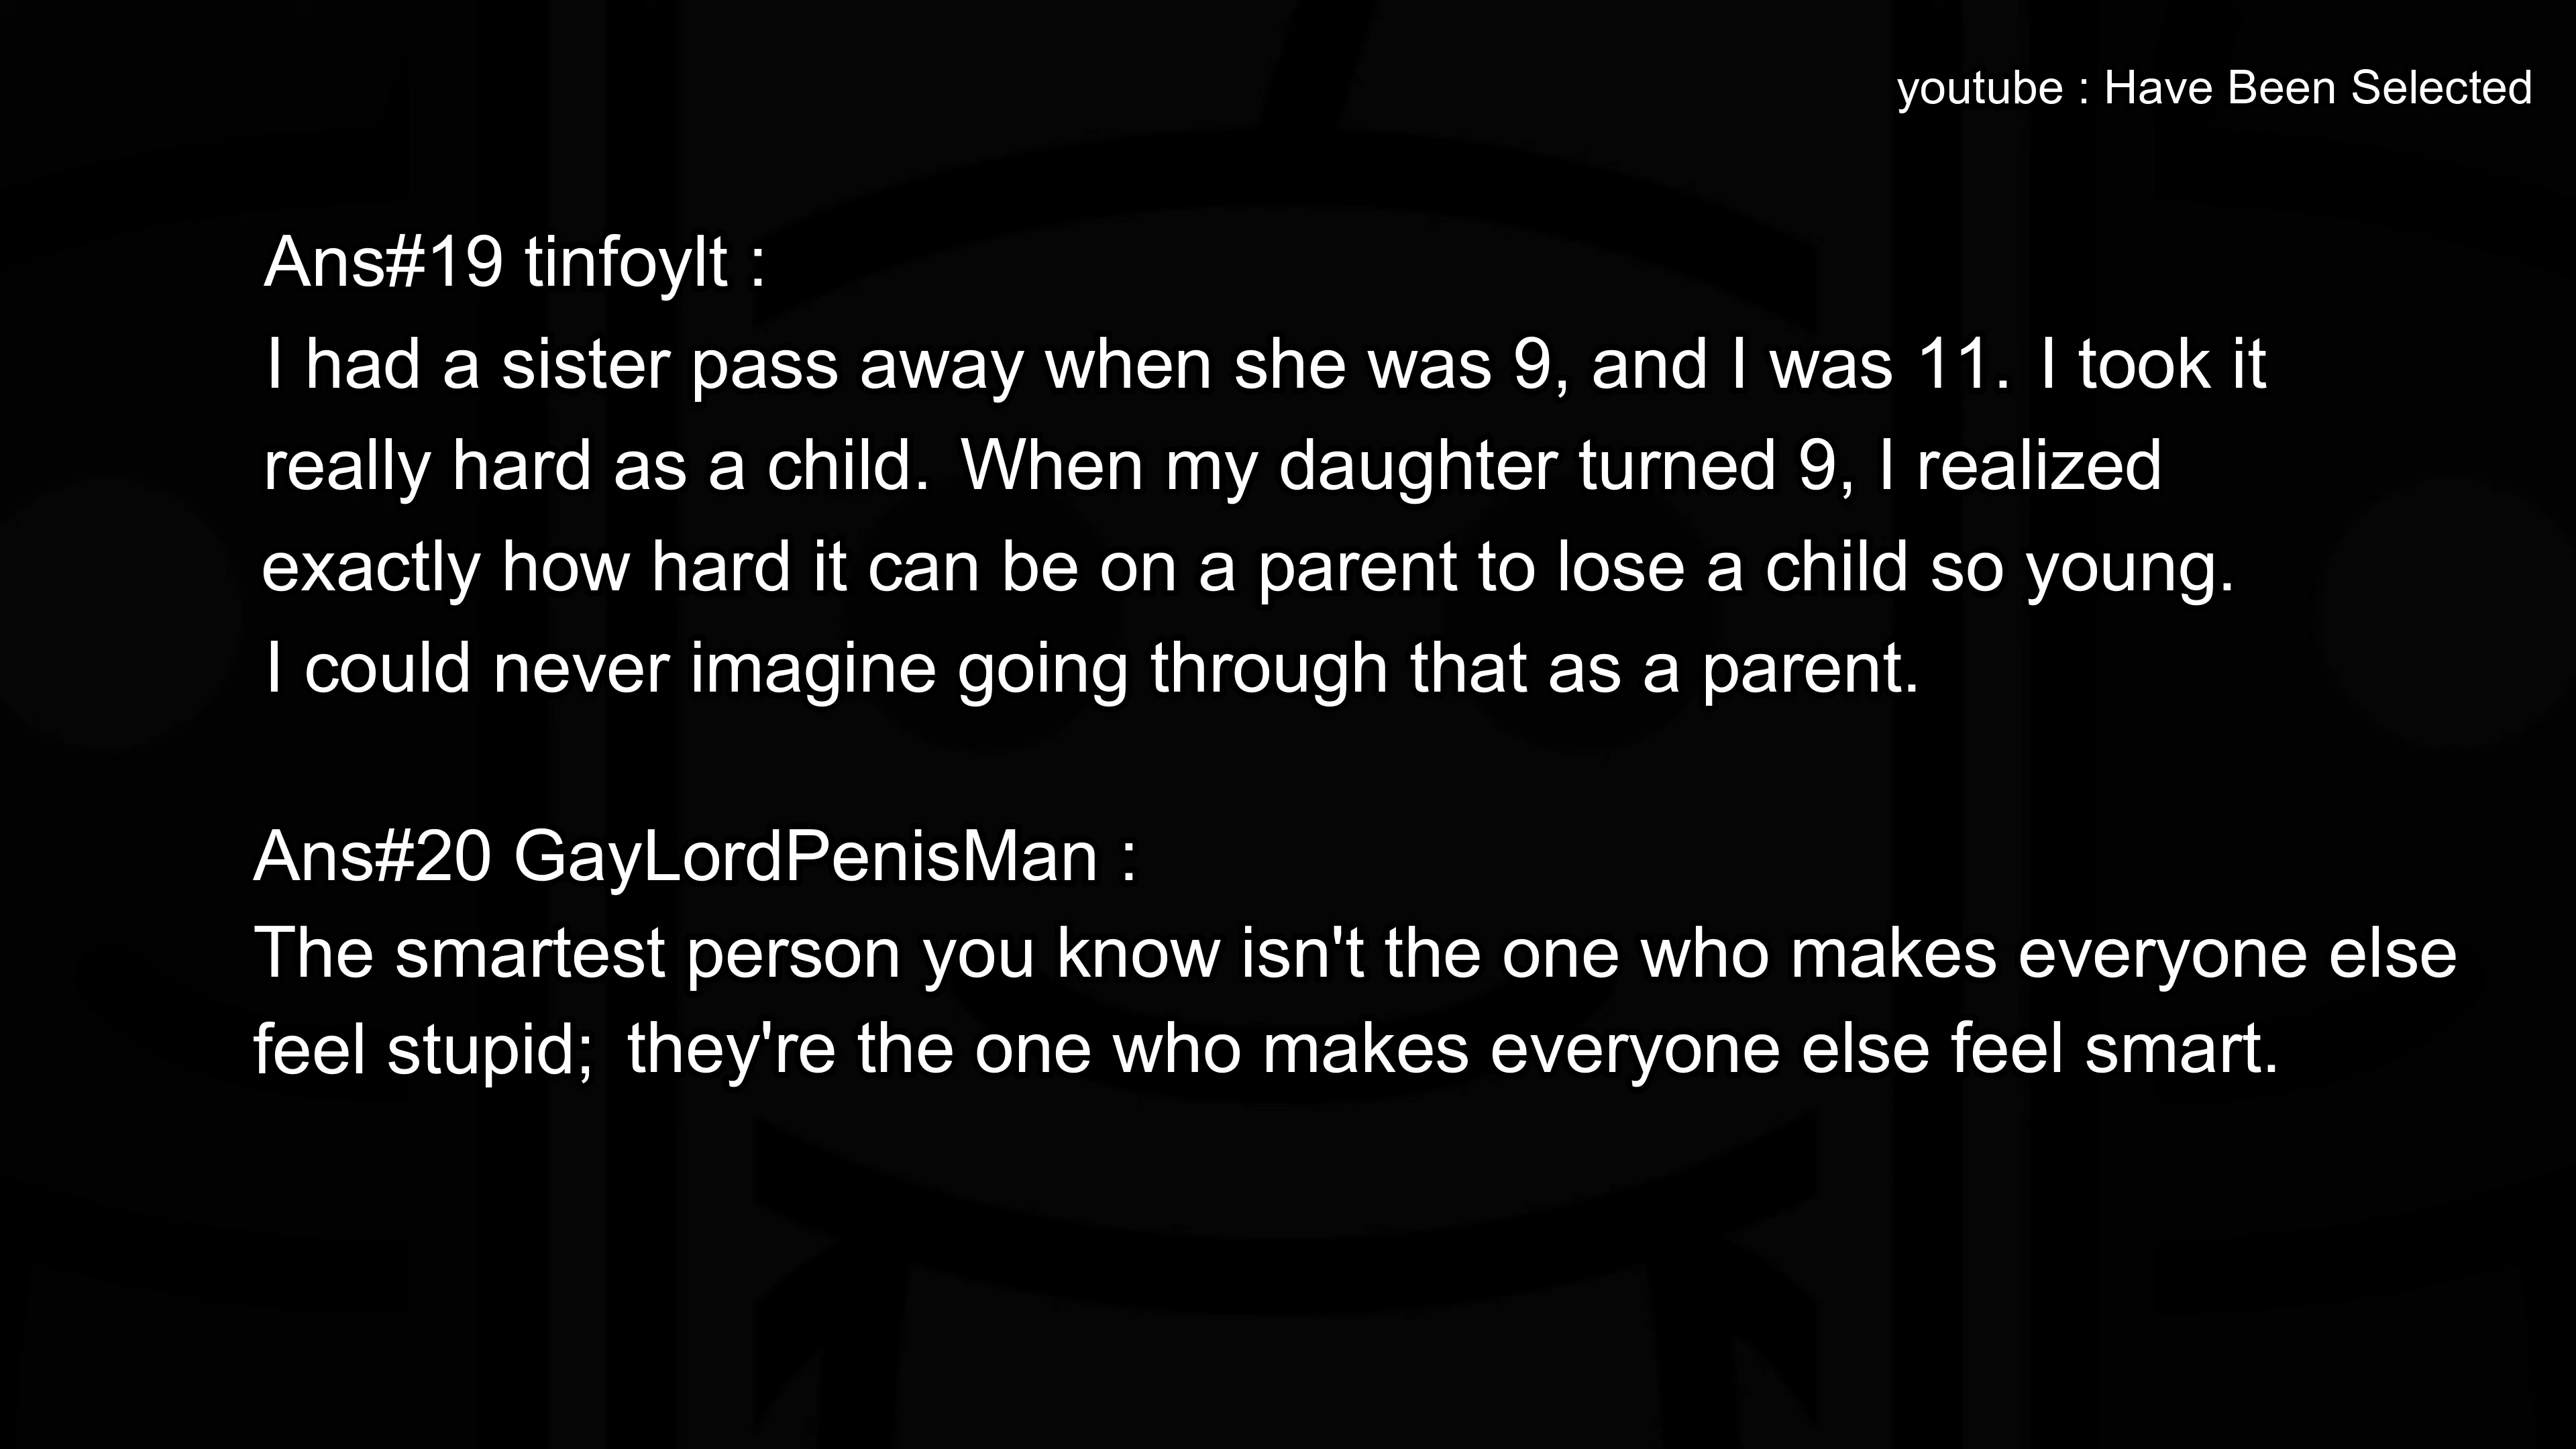 youtube : Have Been Selected
Ans#19 tinfoylt :
I had a sister pass away when she was 9, and I was 11. I took it
really hard as a child. When my daughter turned 9, I realized
exactly how hard it can be on a parent to lose a child so young.
I could never imagine going through that as a parent.
Ans#20 GayLordPenisMan :
The smartest person you know isn't the one who makes everyone else
feel stupid; they're the one who makes everyone else feel smart.